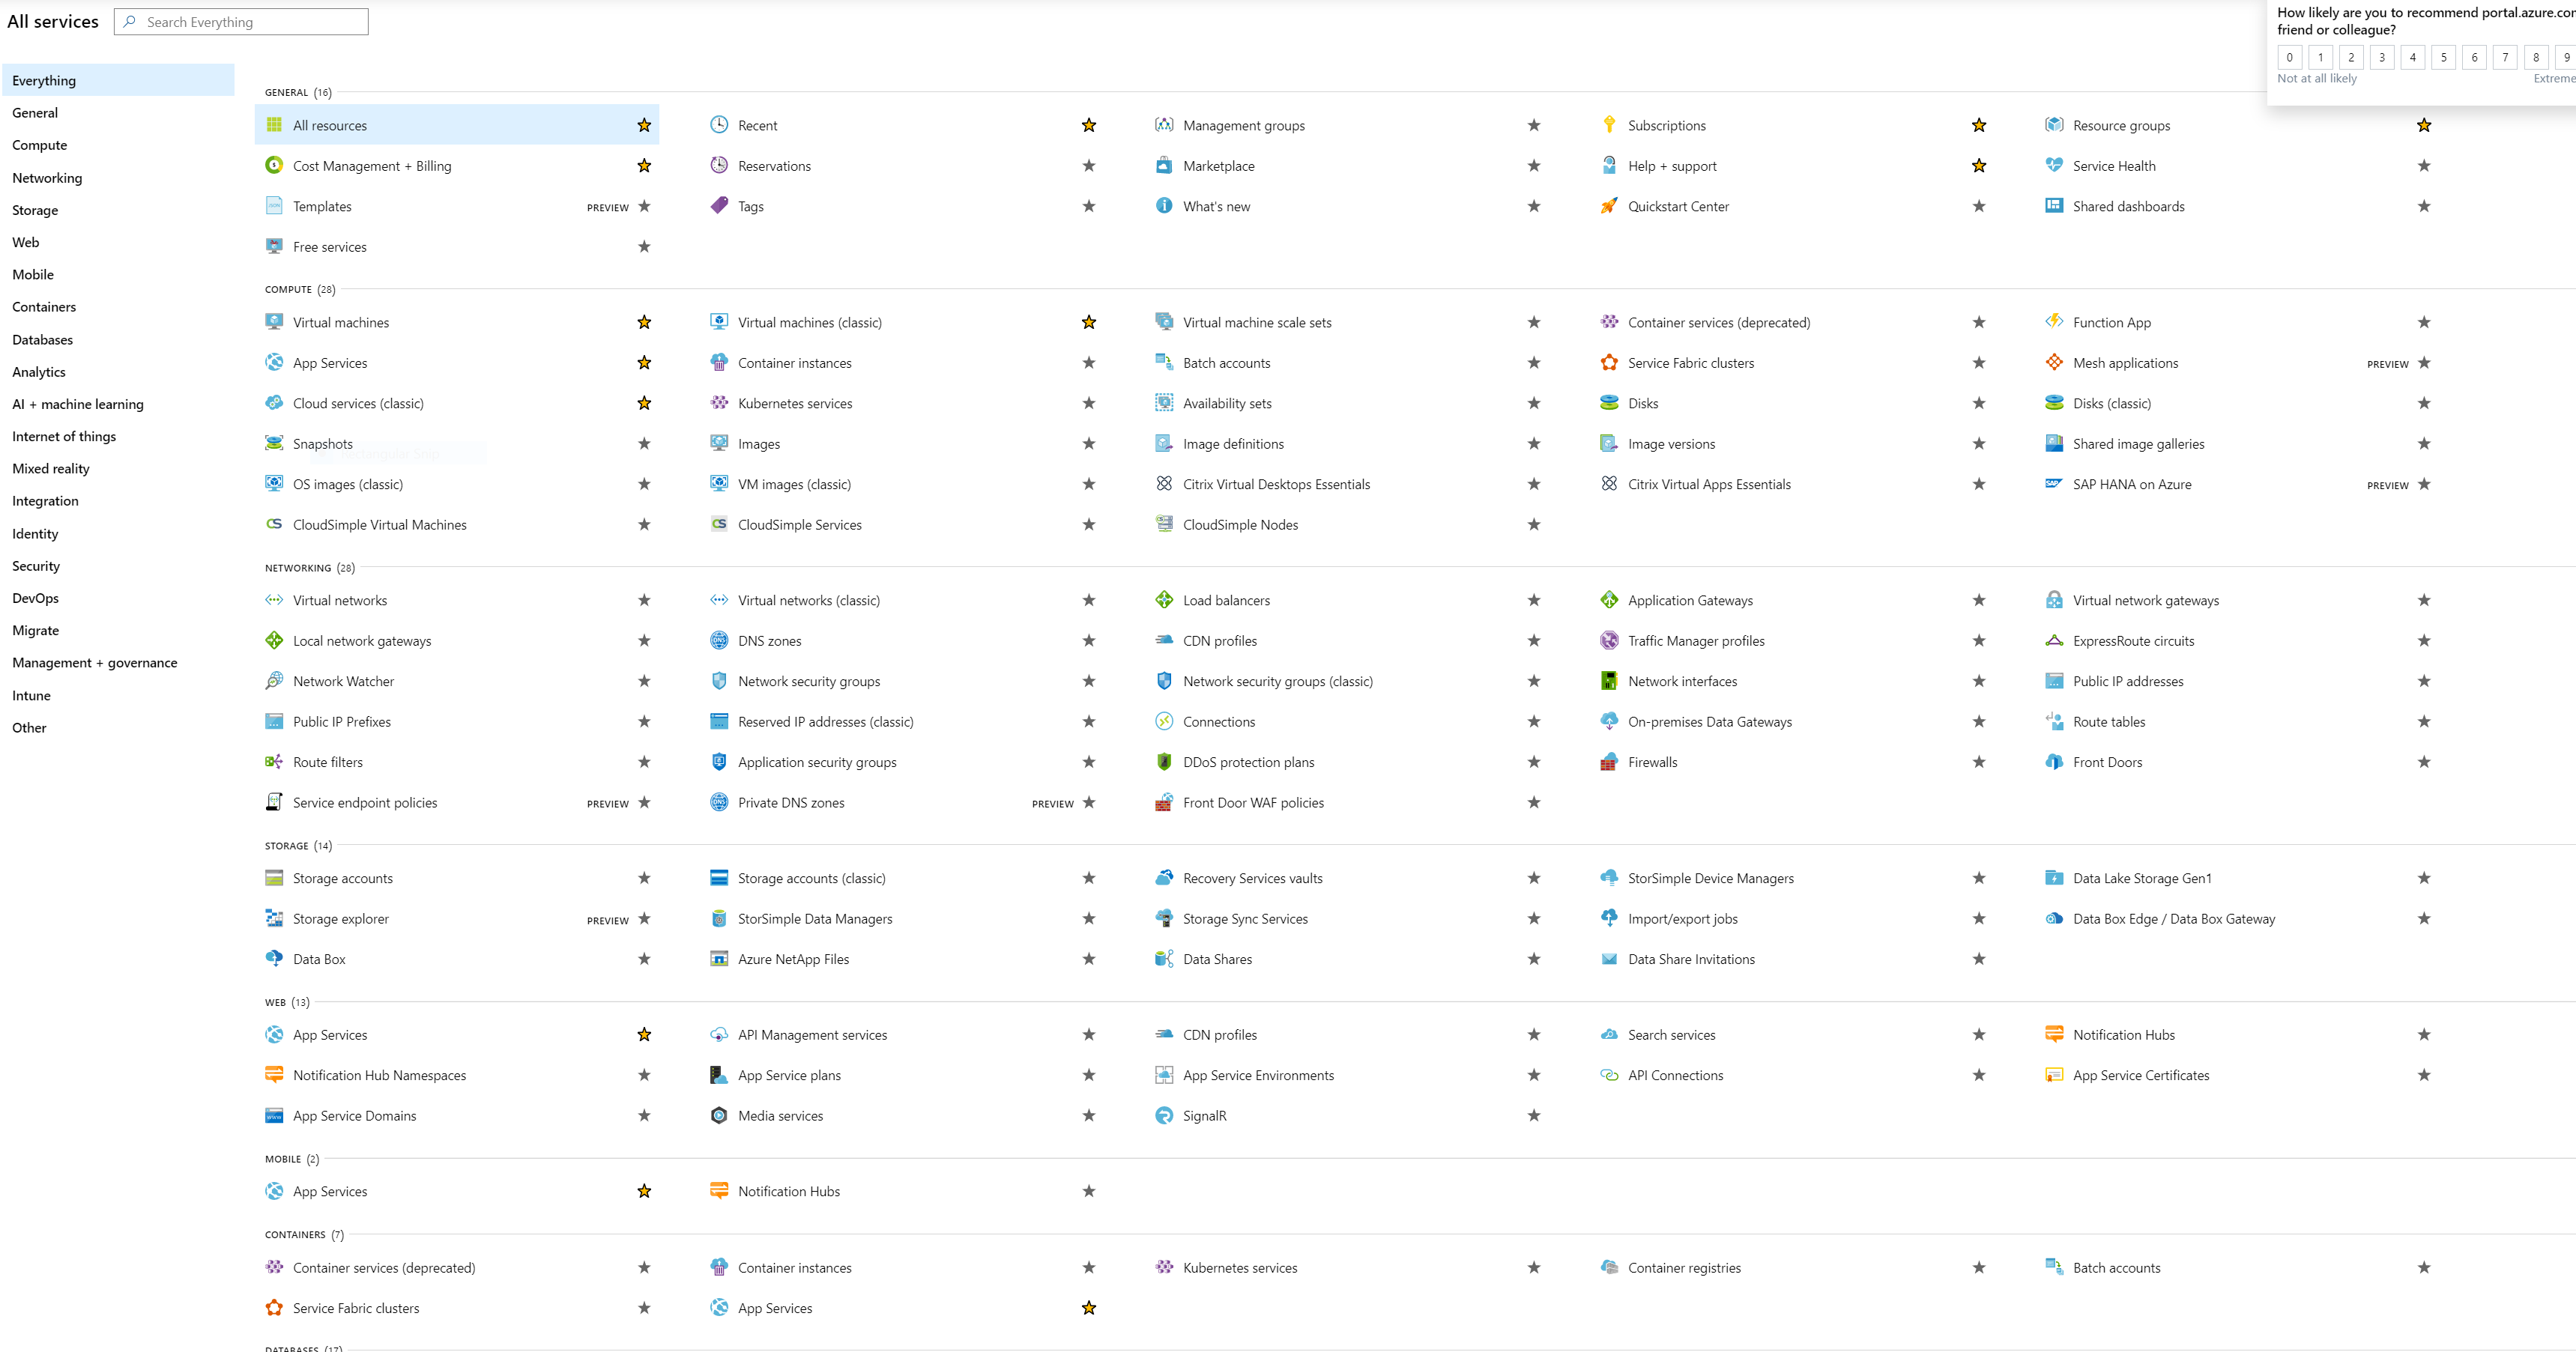 All services
Search Everything
How likely are you to recommend portal.azure.co
friend or colleague?
0 1 2 3 4 5 6 7 8 9
Not at all likely Extreme
Everything
General
Compute
Networking
Storage
Web
Mobile
Containers
Databases
Analytics
AI + machine learning
Internet of things
Mixed reality
Integration
Identity
Security
DevOps
Migrate
Management + governance
Intune
Other
GENERAL (16)
All resources Recent Management groups Subscriptions Resource groups
Cost Management + Billing Reservations Marketplace Help + support Service Health
Templates PREVIEW Tags What's new Quickstart Center Shared dashboards
Free services
COMPUTE (28)
Virtual machines Virtual machines (classic) Virtual machine scale sets Container services (deprecated) Function App
App Services Container instances Batch accounts Service Fabric clusters Mesh applications PREVIEW
Cloud services (classic) Kubernetes services Availability sets Disks Disks (classic)
Snapshots Images Image definitions Image versions Shared image galleries
OS images (classic) VM images (classic) Citrix Virtual Desktops Essentials Citrix Virtual Apps Essentials SAP HANA on Azure PREVIEW
CloudSimple Virtual Machines CloudSimple Services CloudSimple Nodes
NETWORKING (28)
Virtual networks Virtual networks (classic) Load balancers Application Gateways Virtual network gateways
Local network gateways DNS zones CDN profiles Traffic Manager profiles ExpressRoute circuits
Network Watcher Network security groups Network security groups (classic) Network interfaces Public IP addresses
Public IP Prefixes Reserved IP addresses (classic) Connections On-premises Data Gateways Route tables
Route filters Application security groups DDoS protection plans Firewalls Front Doors
Service endpoint policies PREVIEW Private DNS zones PREVIEW Front Door WAF policies
STORAGE (14)
Storage accounts Storage accounts (classic) Recovery Services vaults StorSimple Device Managers Data Lake Storage Gen1
Storage explorer PREVIEW StorSimple Data Managers Storage Sync Services Import/export jobs Data Box Edge / Data Box Gateway
Data Box Azure NetApp Files Data Shares Data Share Invitations
WEB (13)
App Services API Management services CDN profiles Search services Notification Hubs
Notification Hub Namespaces App Service plans App Service Environments API Connections App Service Certificates
App Service Domains Media services SignalR
MOBILE (2)
App Services Notification Hubs
CONTAINERS (7)
Container services (deprecated) Container instances Kubernetes services Container registries Batch accounts
Service Fabric clusters App Services
DATABASES (17)